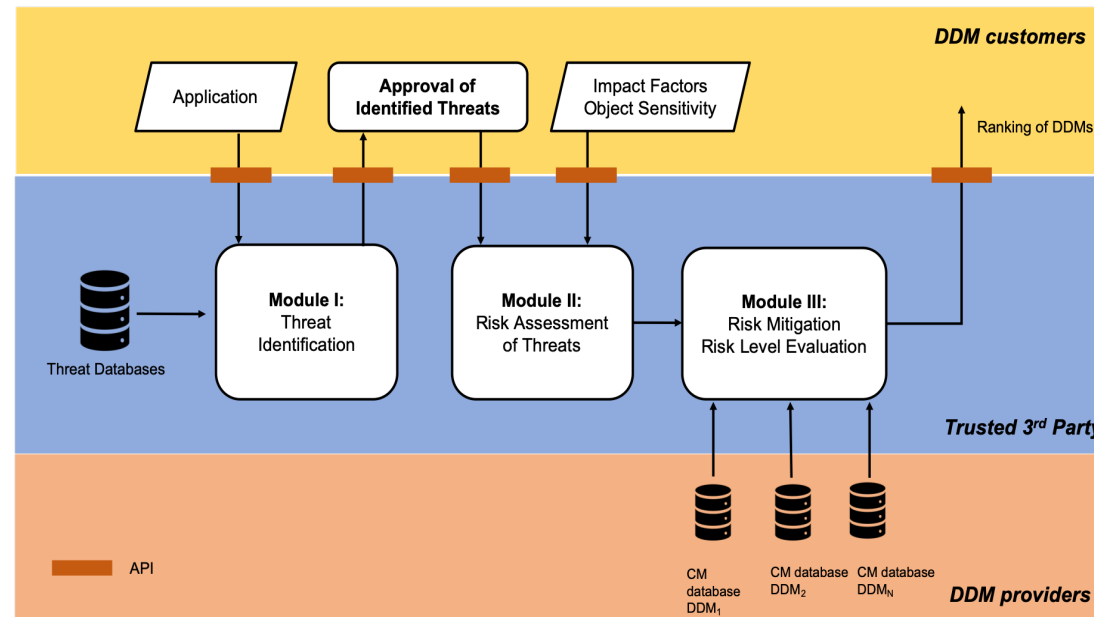 DDM customers
Application
Approval of
Identified Threats
Impact Factors
Object Sensitivity
Ranking of DDMs
Module I:
Threat
Identification
Module II:
Risk Assessment
of Threats
Module III:
Risk Mitigation
Risk Level Evaluation
Threat Databases
Trusted 3rd Party
API
CM
database
DDM1
CM database
DDM2
CM database
DDMN
DDM providers